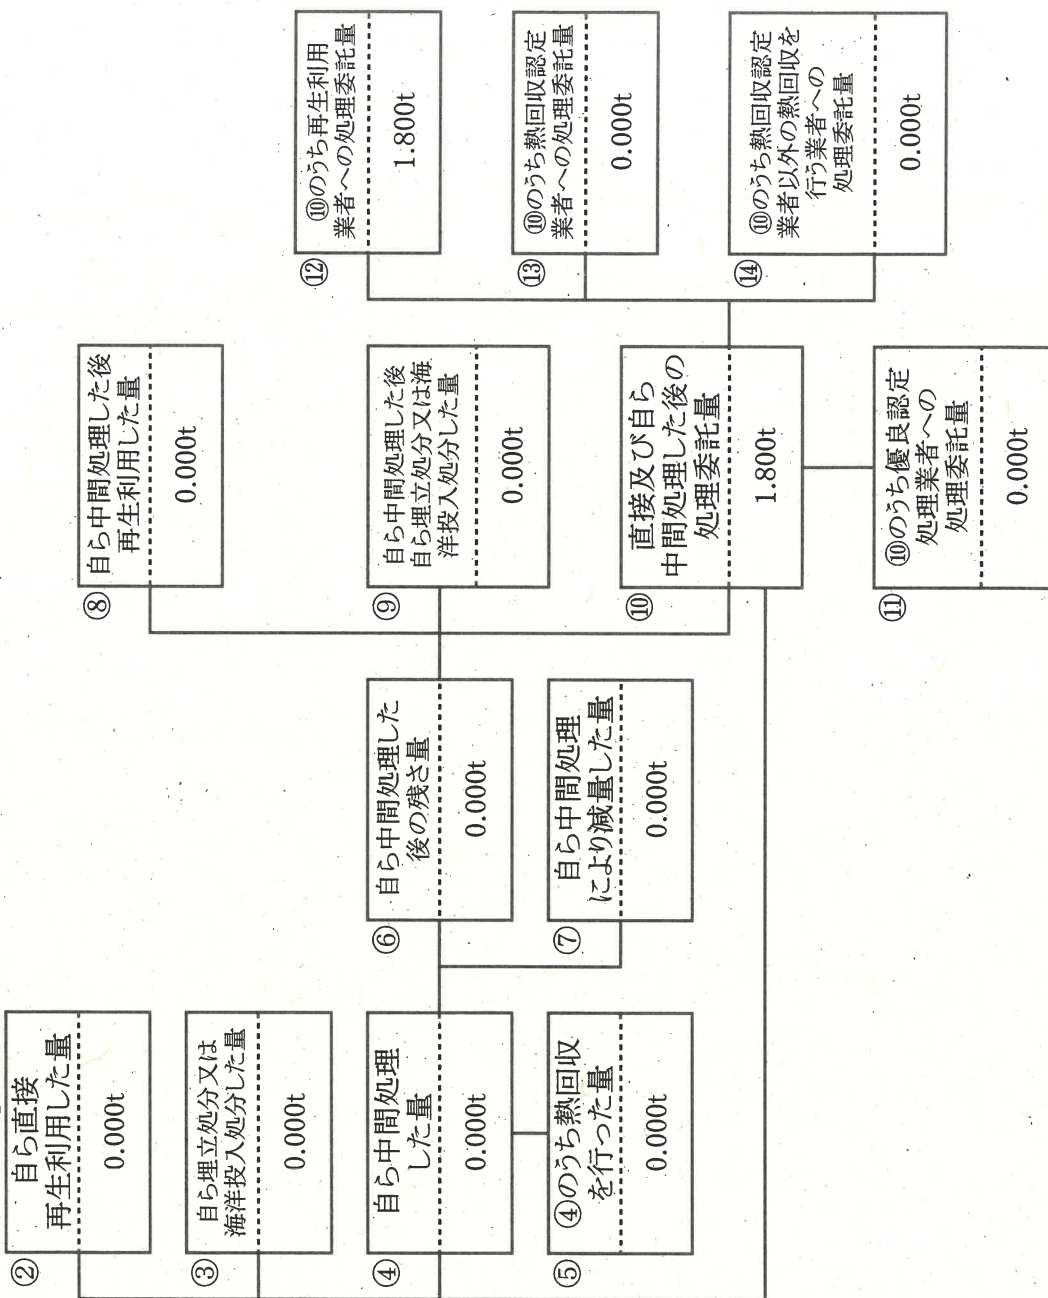 ②
自ら直接
再生利用した量
0.000t
③
自ら埋立処分又は
海洋投入処分した量
0.000t
④
自ら中間処理
した量
0.000t
⑤
④のうち熱回収
を行った量
0.000t
⑥
自ら中間処理した
後の残さ量
0.000t
⑦
自ら中間処理
により減量した量
0.000t
⑧
自ら中間処理した後
再生利用した量
0.000t
⑨
自ら中間処理した後
自ら埋立処分又は海
洋投入処分した量
0.000t
⑩
直接及び自ら
中間処理した後の
処理委託量
1.800t
⑪
⑩のうち優良認定
処理業者への
処理委託量
0.000t
⑫
⑩のうち再生利用
業者への処理委託量
1.800t
⑬
⑩のうち熱回収認定
業者への処理委託量
0.000t
⑭
⑩のうち熱回収認定
業者以外の熱回収を
行う業者への
処理委託量
0.000t